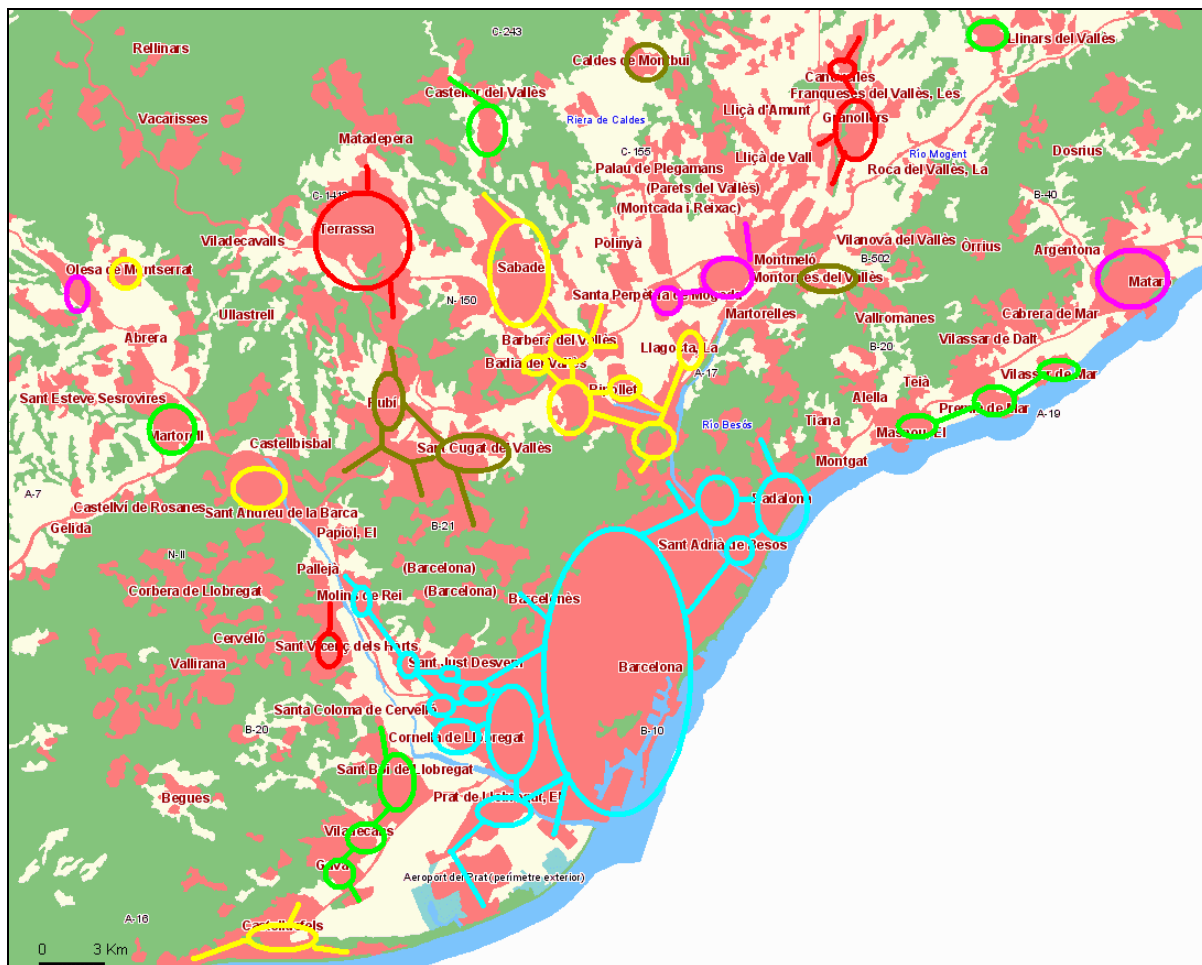 C-243
Rellinars
Llinars del Vallès
Caldes de Montbui
Canovelles
Castellar del Vallès
Franqueses del Vallès, Les
Vacarisses
Lliçà d'Amunt
Granollers
Riera de Caldes
Matadepera
C-155
Lliçà de Vall
Río Mogent
Dosrius
Palau de Plegamans
Roca del Vallès, La
(Parets del Vallès)
B-40
(Montcada i Reixac)
Terrassa
Viladecavalls
Pòlinyà
Vilanova del Vallès
Òrrius
Argentona
Olesa de Montserrat
Sabade
Montmeló
B-502
Montornès del Vallès
Mataró
Santa Perpètua de Mogoda
N-150
Ullastrell
Martorelles
Vallromanes
Cabrera de Mar
Abrera
Barberà del Vallès
Llagosta, La
Vilassar de Dalt
B-20
Badia del Vallès
A-17
Vilassar de Mar
Teià
Ripollet
Sant Esteve Sesrovires
Rubí
Alella
Premià de Mar
A-19
Tiana
Río Besòs
Masnou, El
Martorell
Castellbisbal
Sant Cugat del Vallès
Montgat
A-7
Badalona
Castellví de Rosanes
Sant Andreu de la Barca
Gelida
B-21
Papiol, El
Sant Adrià de Besòs
N-II
Pallejà
(Barcelona)
Corbera de Llobregat
Molins de Rei
(Barcelona)
Barcelonès
Cervelló
Sant Vicenç dels Horts
Vallirana
Sant Just Desvern
Barcelona
Santa Coloma de Cervelló
B-20
Cornellà de Llobregat
B-10
Sant Boi de Llobregat
Begues
Prat de Llobregat, El
Viladecans
Gavà
Aeroport del Prat (perímetre exterior)
A-16
Castelldefels
0 3 Km